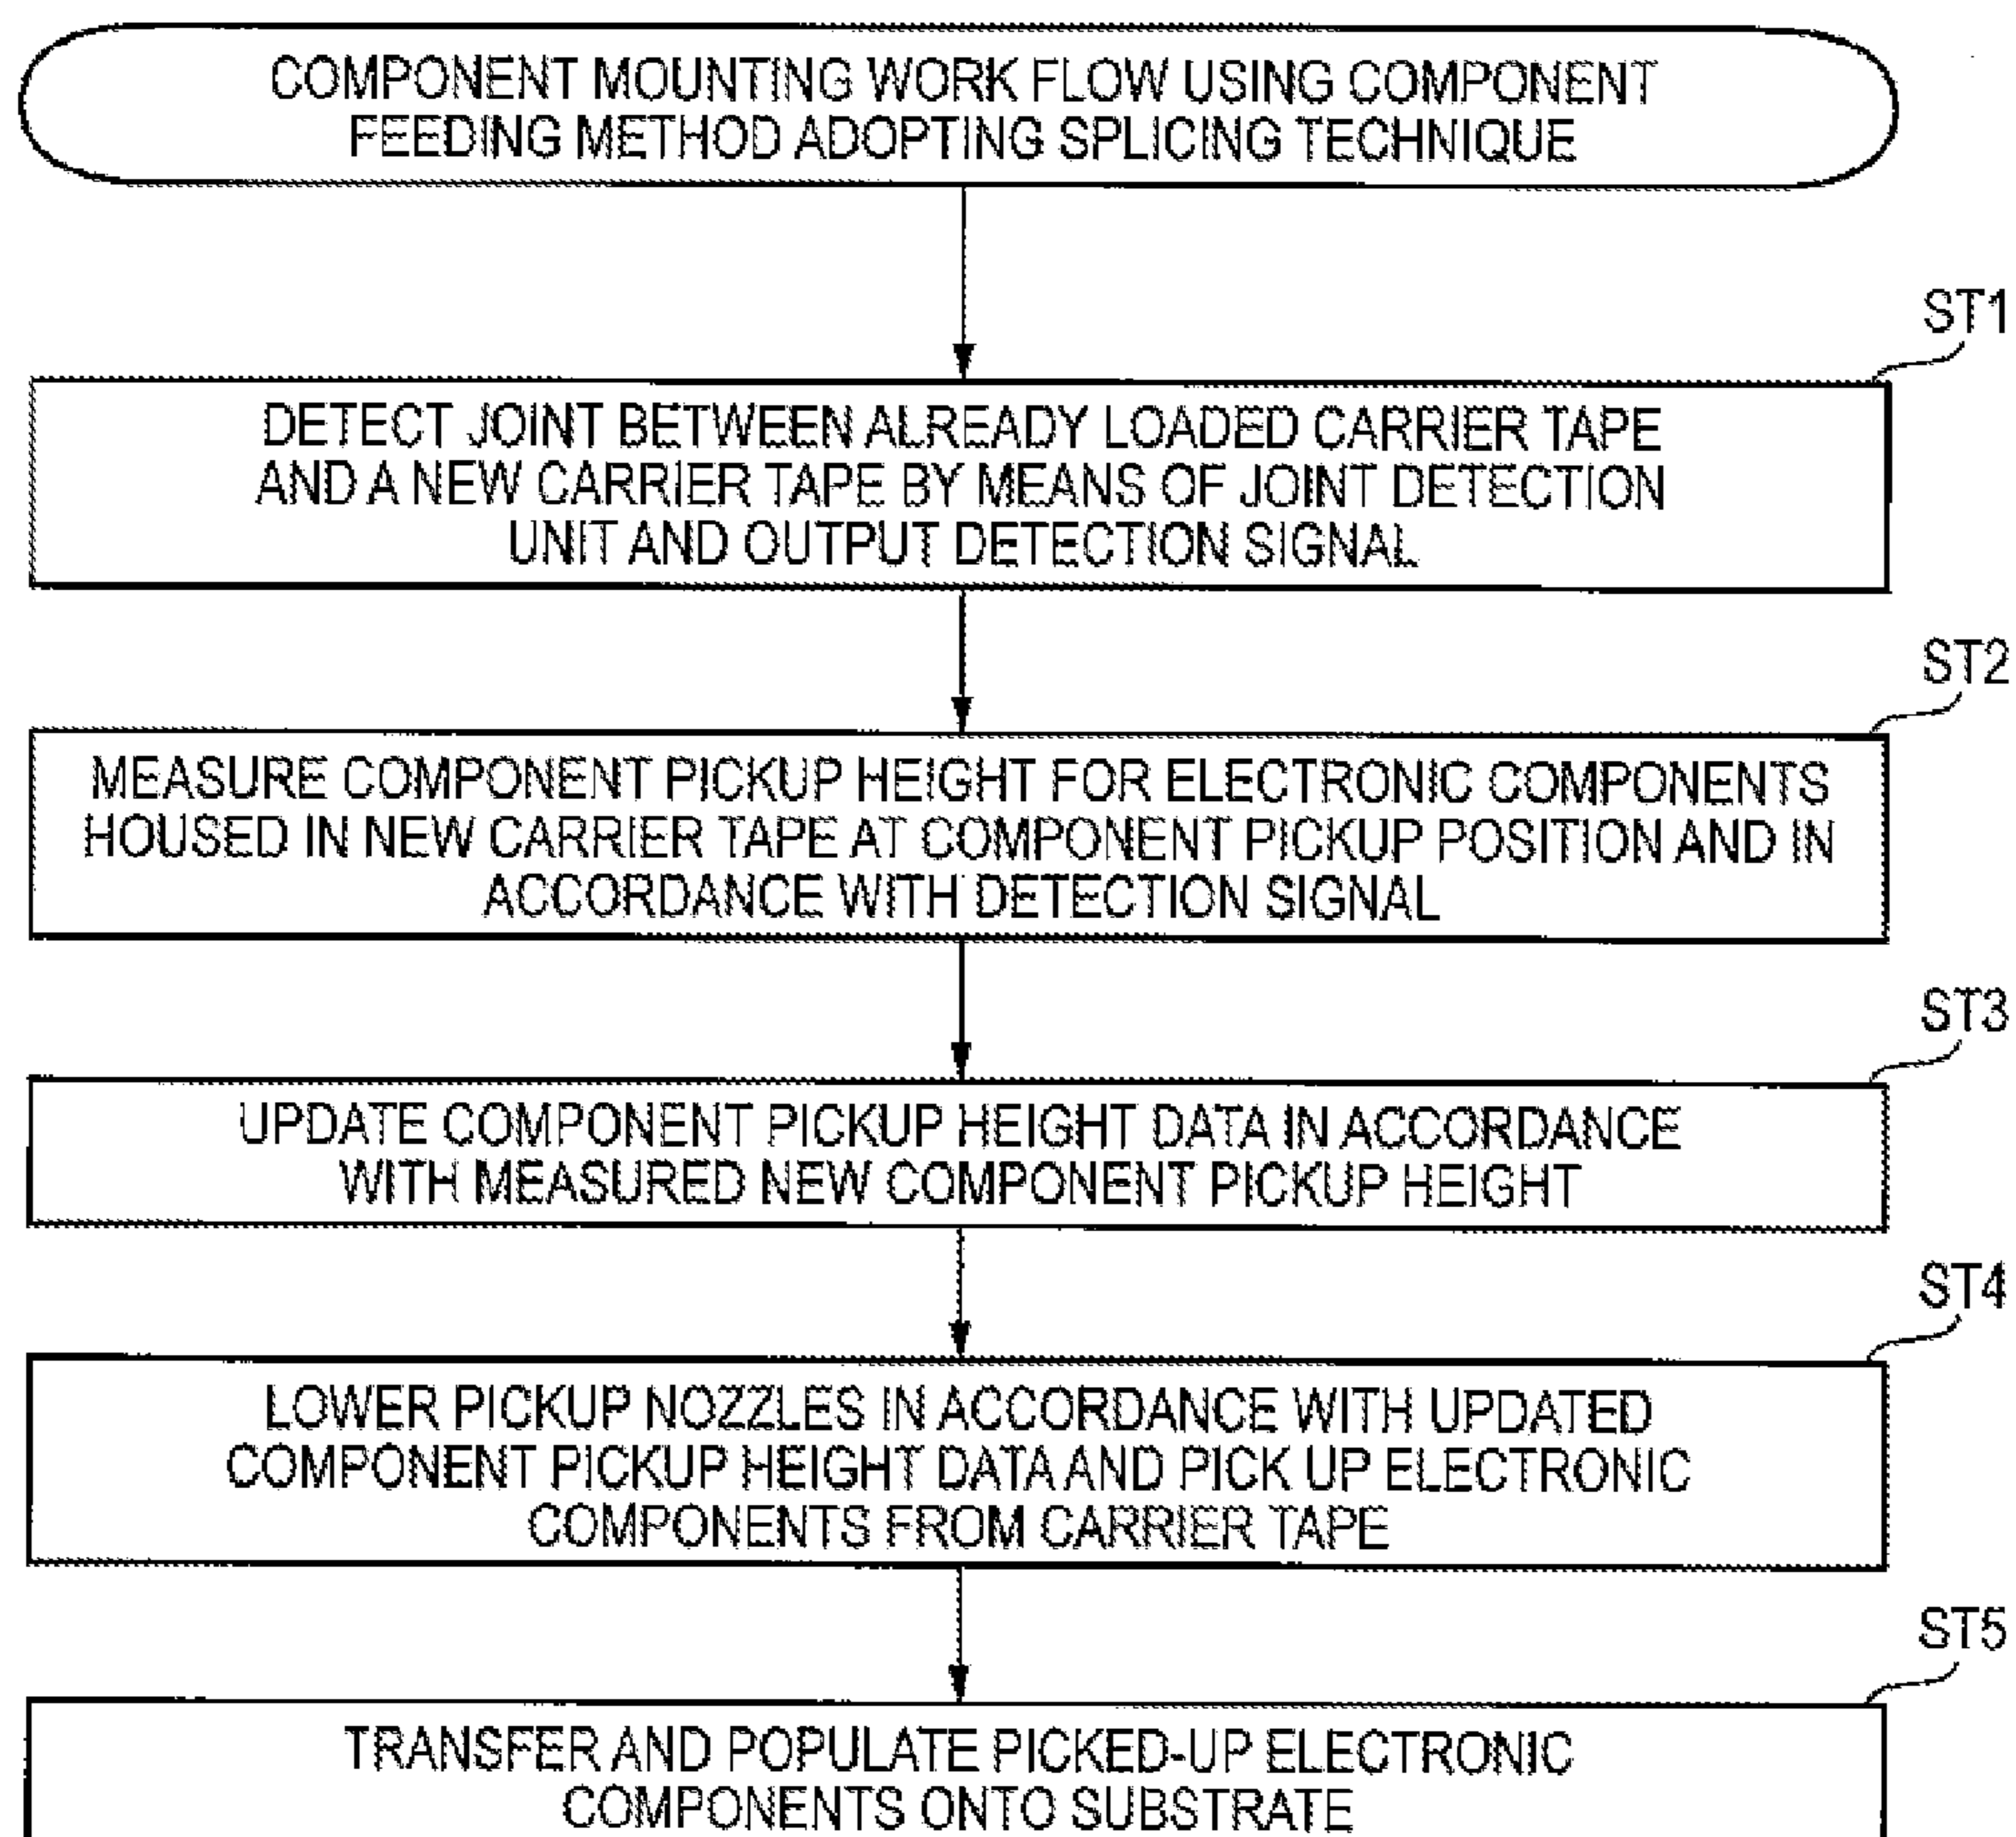 COMPONENT MOUNTING WORK FLOW USING COMPONENT
FEEDING METHOD ADOPTING SPLICING TECHNIQUE
ST1
DETECT JOINT BETWEEN ALREADY LOADED CARRIER TAPE
AND A NEW CARRIER TAPE BY MEANS OF JOINT DETECTION
UNIT AND OUTPUT DETECTION SIGNAL
ST2
MEASURE COMPONENT PICKUP HEIGHT FOR ELECTRONIC COMPONENTS
HOUSED IN NEW CARRIER TAPE AT COMPONENT PICKUP POSITION AND IN
ACCORDANCE WITH DETECTION SIGNAL
ST3
UPDATE COMPONENT PICKUP HEIGHT DATA IN ACCORDANCE
WITH MEASURED NEW COMPONENT PICKUP HEIGHT
ST4
LOWER PICKUP NOZZLES IN ACCORDANCE WITH UPDATED
COMPONENT PICKUP HEIGHT DATA AND PICK UP ELECTRONIC
COMPONENTS FROM CARRIER TAPE
ST5
TRANSFER AND POPULATE PICKED-UP ELECTRONIC
COMPONENTS ONTO SUBSTRATE